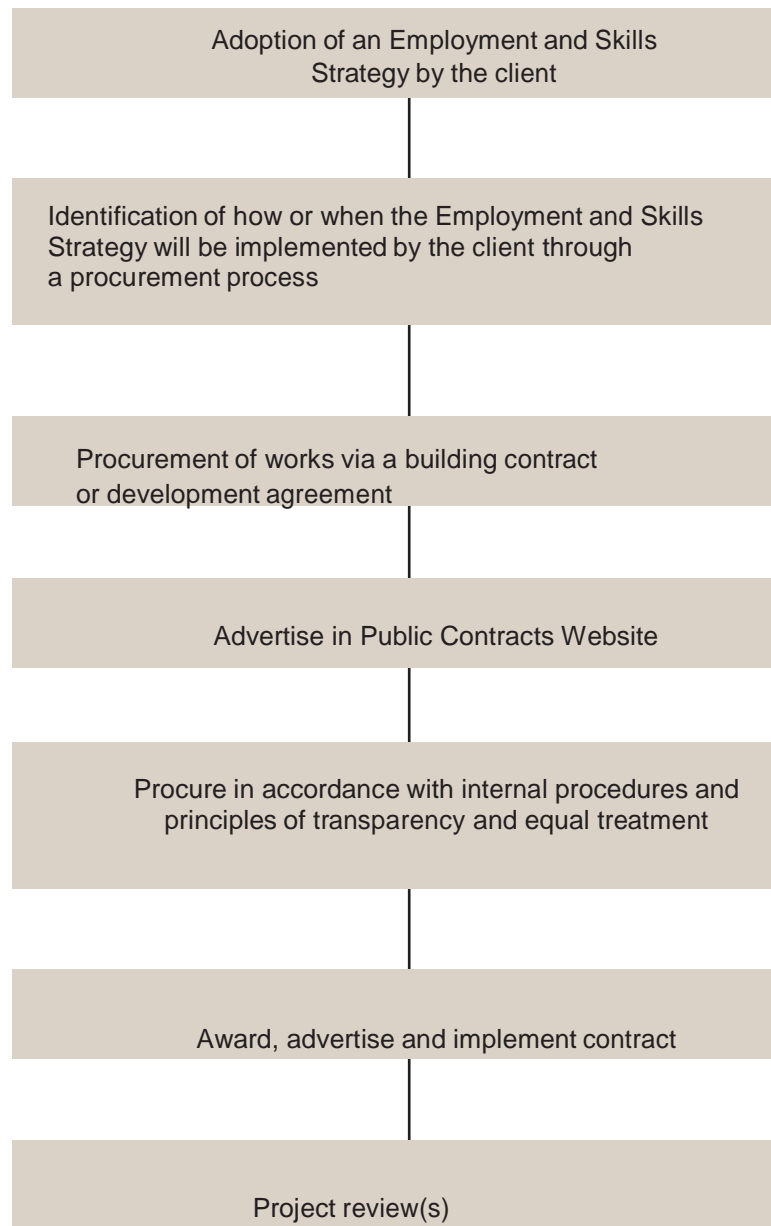 Adoption of an Employment and Skills
Strategy by the client
Identification of how or when the Employment and Skills
Strategy will be implemented by the client through
a procurement process
Procurement of works via a building contract
or development agreement
Advertise in Public Contracts Website
Procure in accordance with internal procedures and
principles of transparency and equal treatment
Award, advertise and implement contract
Project review(s)